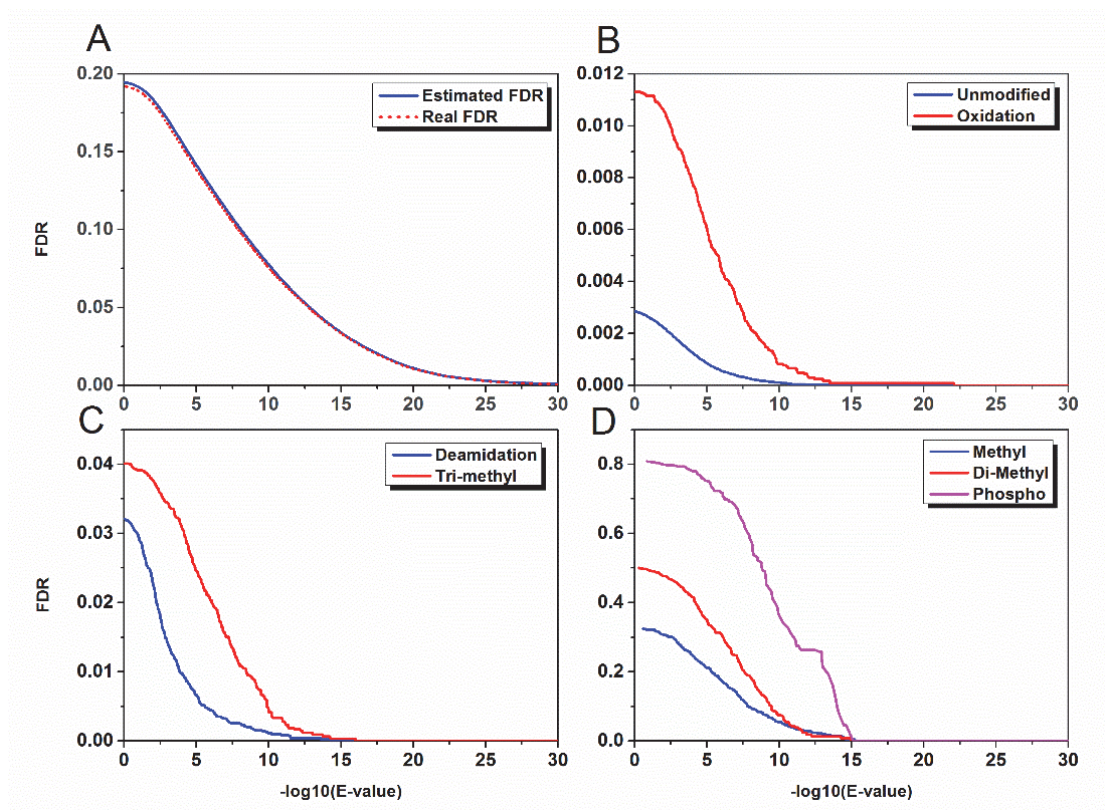 A
B
0.20
0.15
0.10
0.05
0.00
FDR
Estimated FDR
Real FDR
0 5 10 15 20 25 30
0.012
0.010
0.008
0.006
0.004
0.002
0.000
Unmodified
Oxidation
0 5 10 15 20 25 30
C
D
0.04
0.03
0.02
0.01
0.00
FDR
Deamidation
Tri-methyl
0 5 10 15 20 25 30
-log10(E-value)
0.8
0.6
0.4
0.2
0.0
Methyl
Di-Methyl
Phospho
0 5 10 15 20 25 30
-log10(E-value)